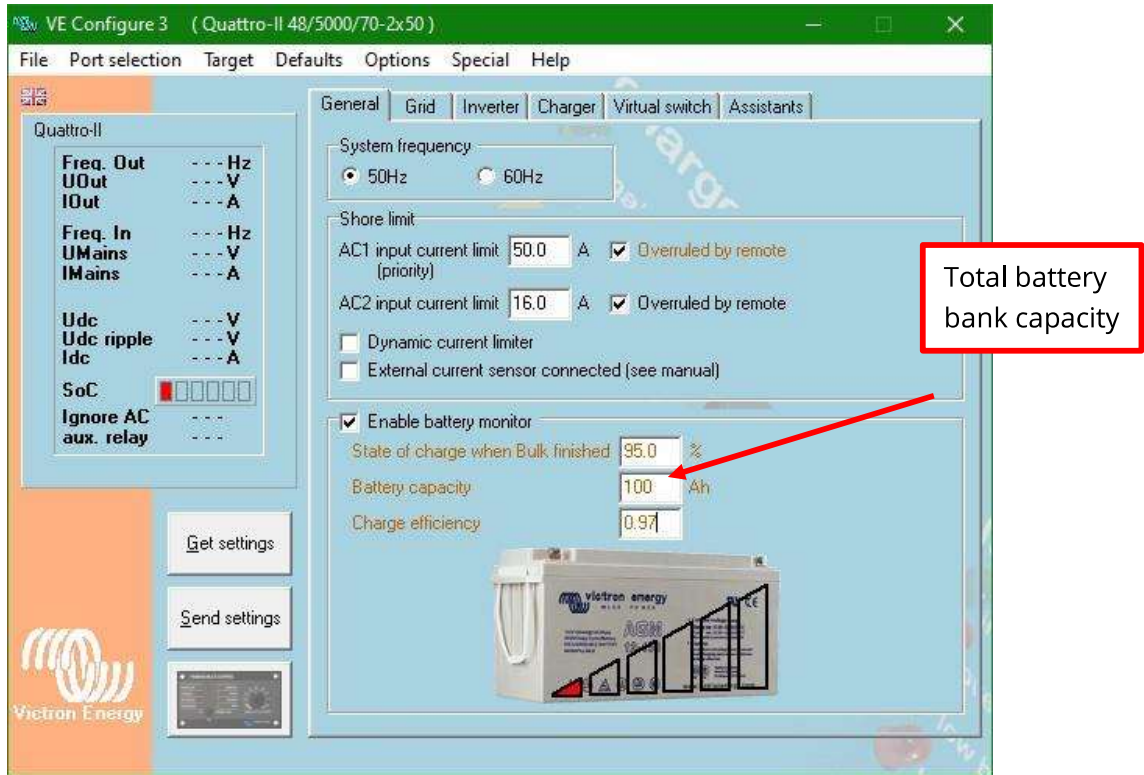 VE Configure 3 ( Quattro-II 48/5000/70-2x50 )
File Port selection Target Defaults Options Special Help
General Grid Inverter Charger Virtual switch Assistants
Quattro-II
Freq. Out - - - Hz
UOut - - - V
IOut - - - A
Freq. In - - - Hz
UMains - - - V
IMains - - - A
Udc - - - V
Udc ripple - - - V
Idc - - - A
SoC
Ignore AC - - -
aux. relay - - -
Get settings
Send settings
Victron Energy
System frequency
50Hz 60Hz
Shore limit
AC1 input current limit 50.0 A Overruled by remote
(priority)
AC2 input current limit 16.0 A Overruled by remote
Dynamic current limiter
External current sensor connected (see manual)
Enable battery monitor
State of charge when Bulk finished 95.0 %
Battery capacity 100 Ah
Charge efficiency 0.97
victron energy
BLUE POWER
AGM
Total battery
bank capacity